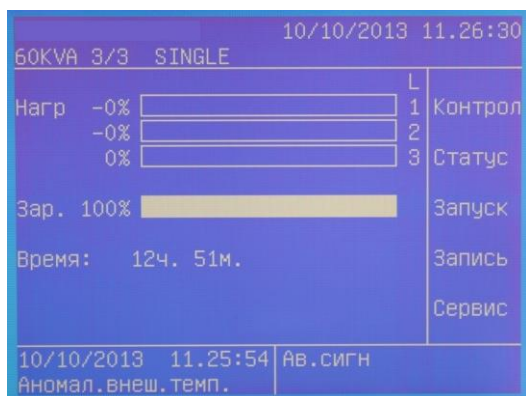 10/10/2013 11.26:30
60KVA 3/3 SINGLE
L
Нагр -0% 1 Контрол
-0% 2
0% 3 Статус
Зар. 100% Запуск
Время: 12ч. 51м. Запись
Сервис
10/10/2013 11.25:54 Ав.сигн
Аномал.внеш.темп.